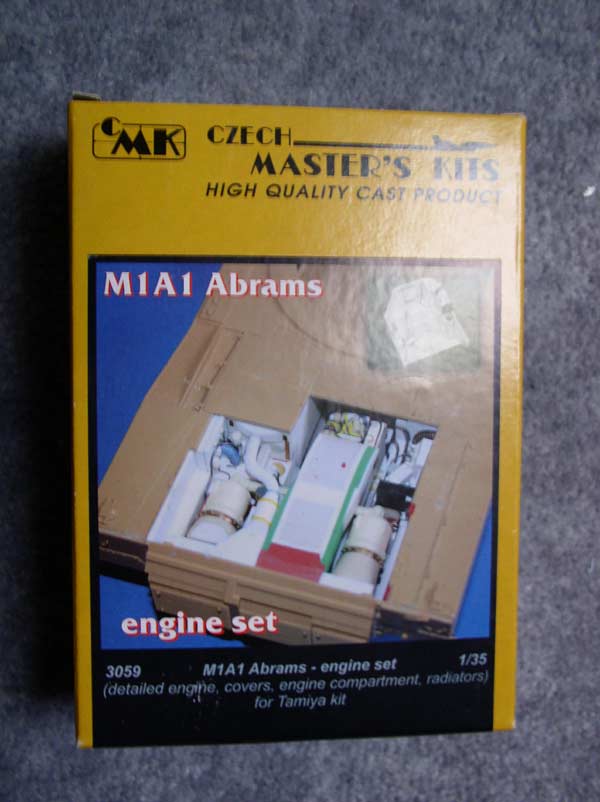 CMK
CZECH
MASTER'S KITS
HIGH QUALITY CAST PRODUCT
M1A1 Abrams
engine set
3059 M1A1 Abrams - engine set 1/35
(detailed engine, covers, engine compartment, radiators)
for Tamiya kit